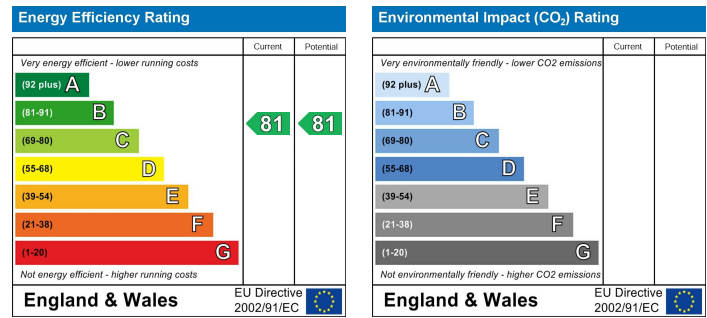 Energy Efficiency Rating
Current Potential
Very energy efficient - lower running costs
(92 plus) A
(81-91) B
81 81
(69-80) C
(55-68) D
(39-54) E
(21-38) F
(1-20) G
Not energy efficient - higher running costs
England & Wales
EU Directive
2002/91/EC
Environmental Impact (CO₂) Rating
Current Potential
Very environmentally friendly - lower CO2 emissions
(92 plus) A
(81-91) B
(69-80) C
(55-68) D
(39-54) E
(21-38) F
(1-20) G
Not environmentally friendly - higher CO2 emissions
England & Wales
EU Directive
2002/91/EC